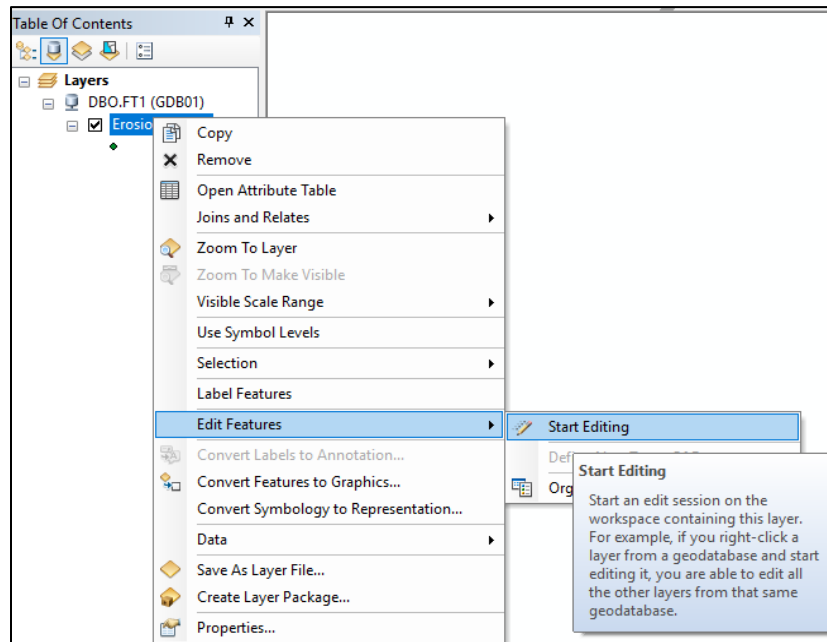 Table Of Contents
Layers
DBO.FT1 (GDB01)
Erosio
Copy
Remove
Open Attribute Table
Joins and Relates
Zoom To Layer
Zoom To Make Visible
Visible Scale Range
Use Symbol Levels
Selection
Label Features
Edit Features
Start Editing
Convert Labels to Annotation...
Convert Features to Graphics...
Org
Convert Symbology to Representation...
Data
Save As Layer File...
Create Layer Package...
Properties...
Start Editing
Start an edit session on the
workspace containing this layer.
For example, if you right-click a
layer from a geodatabase and start
editing it, you are able to edit all
the other layers from that same
geodatabase.